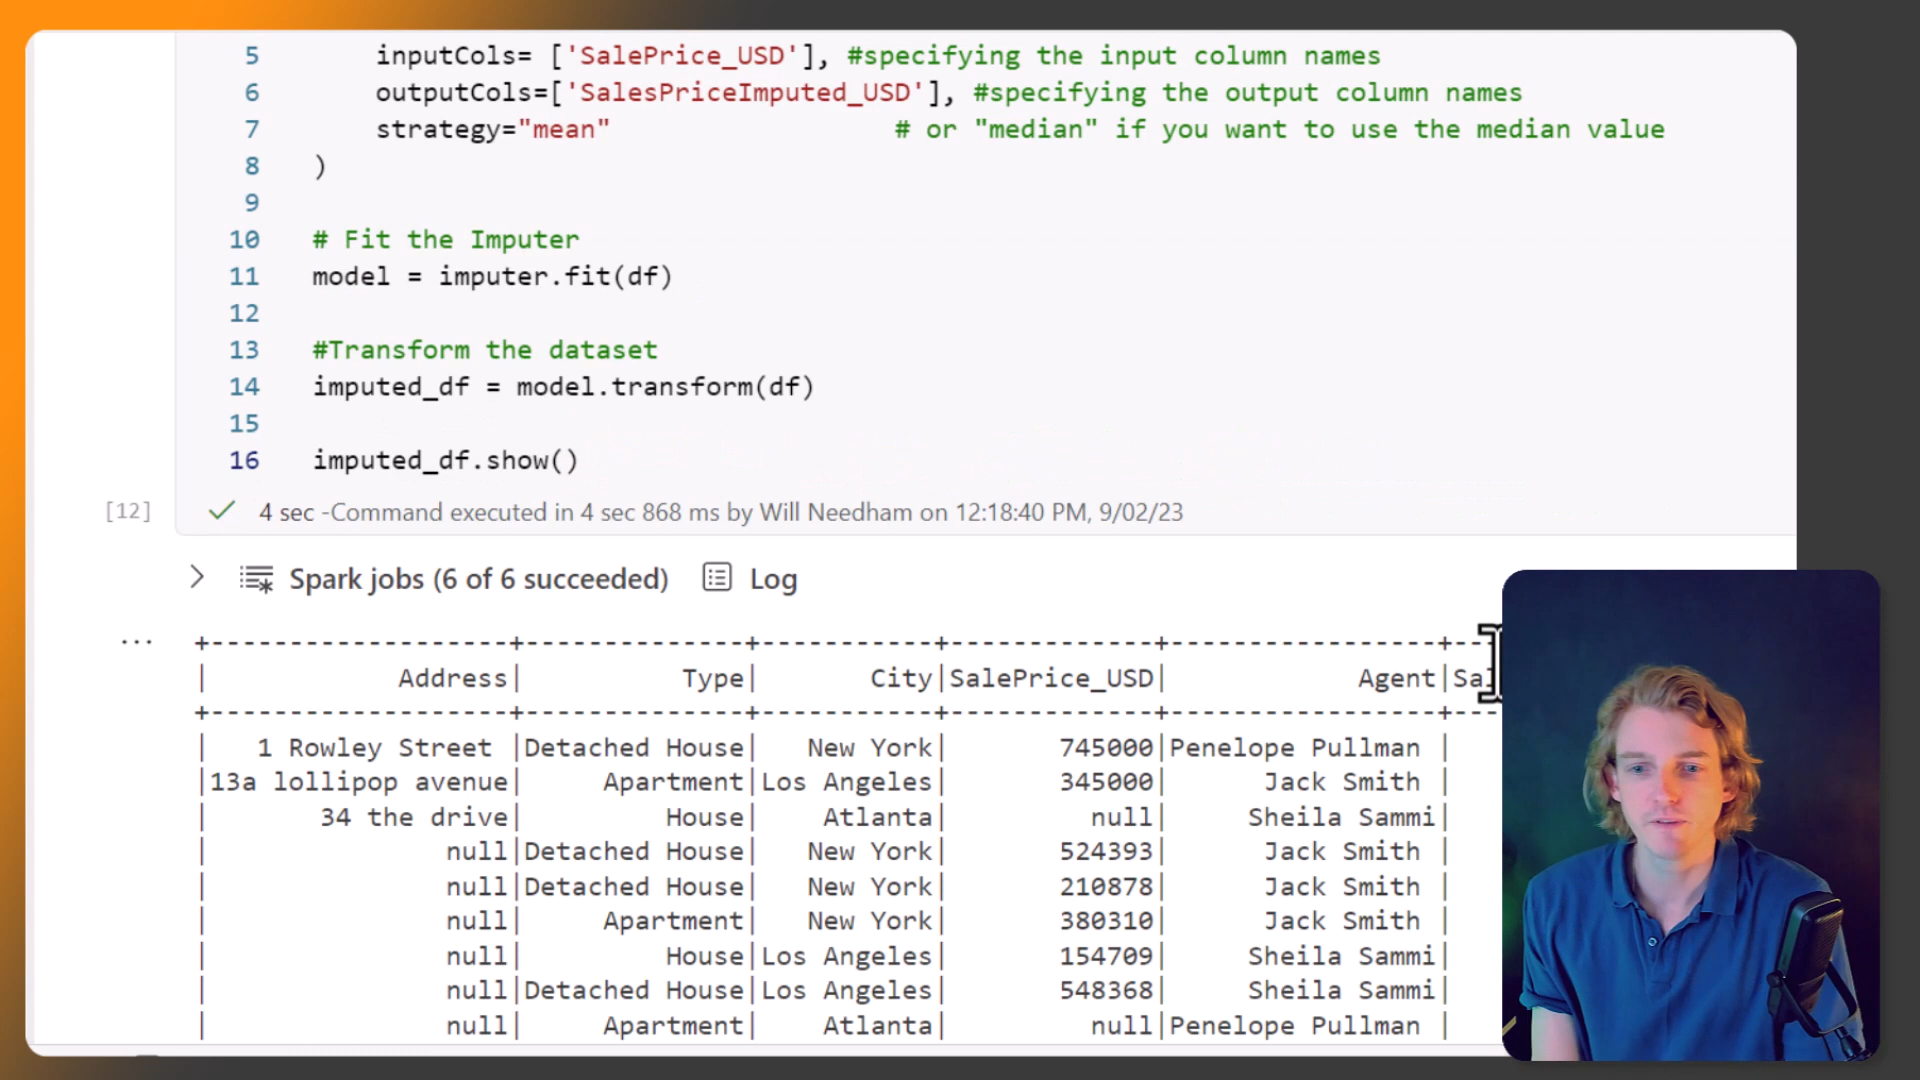 5 inputCols= ['SalePrice_USD'], #specifying the input column names
6 outputCols=['SalesPriceImputed_USD'], #specifying the output column names
7 strategy="mean" # or "median" if you want to use the median value
8 )
9
10 # Fit the Imputer
11 model = imputer.fit(df)
12
13 #Transform the dataset
14 imputed_df = model.transform(df)
15
16 imputed_df.show()
[12] 4 sec -Command executed in 4 sec 868 ms by Will Needham on 12:18:40 PM, 9/02/23
Spark jobs (6 of 6 succeeded) Log
| Address| Type| City|SalePrice_USD| Agent|Sal
| 1 Rowley Street |Detached House| New York| 745000|Penelope Pullman |
|13a lollipop avenue| Apartment|Los Angeles| 345000| Jack Smith |
| 34 the drive| House| Atlanta| null| Sheila Sammi|
| null|Detached House| New York| 524393| Jack Smith |
| null|Detached House| New York| 210878| Jack Smith |
| null| Apartment| New York| 380310| Jack Smith |
| null| House|Los Angeles| 154709| Sheila Sammi|
| null|Detached House|Los Angeles| 548368| Sheila Sammi|
| null| Apartment| Atlanta| null|Penelope Pullman |